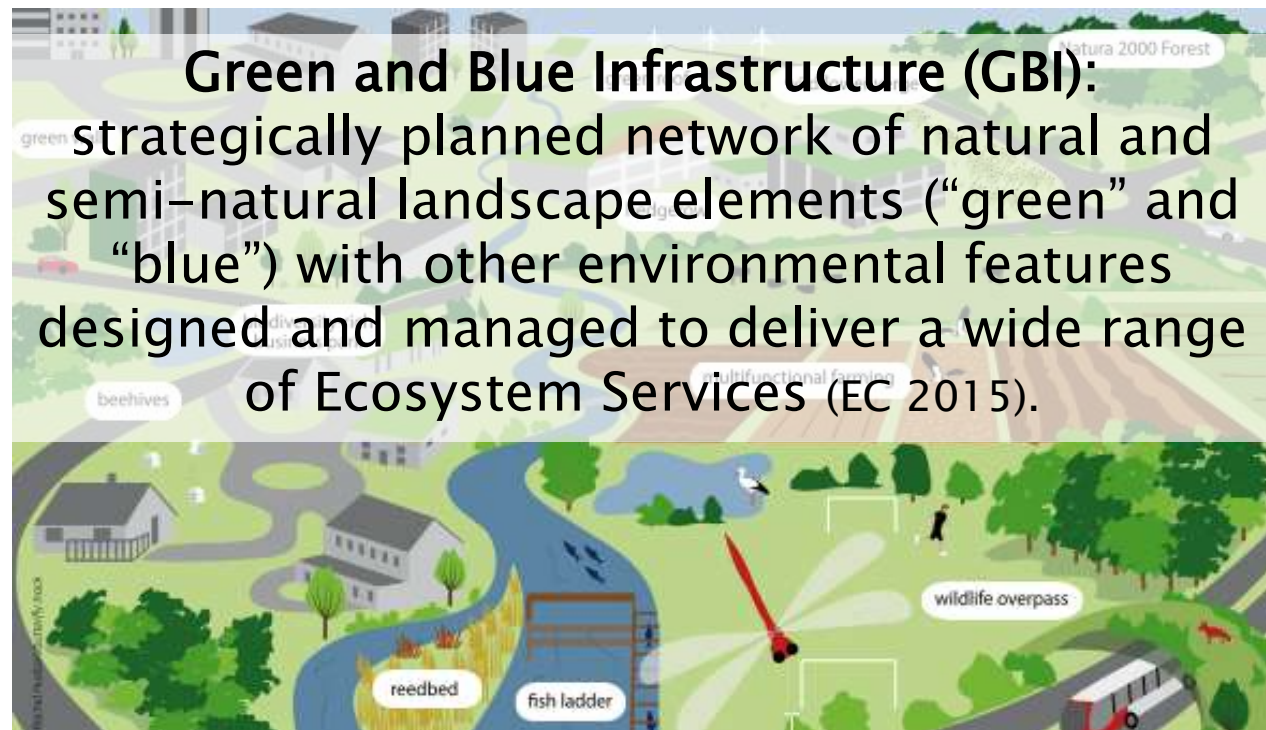 Green and Blue Infrastructure (GBI):
strategically planned network of natural and
semi-natural landscape elements (“green” and
“blue”) with other environmental features
designed and managed to deliver a wide range
of Ecosystem Services (EC 2015).
Natura 2000 Forest
green
multifunctional farming
beehives
wildlife overpass
reedbed
fish ladder